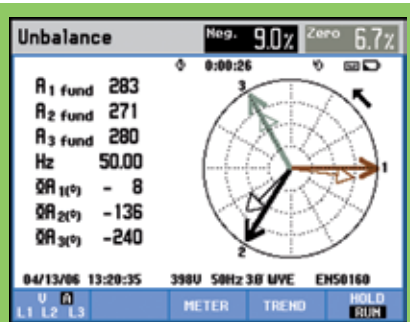 Unbalance Neg. 9.0% Zero 6.7%
0:00:26
A1 fund 283
A2 fund 271
A3 fund 280
Hz 50.00
ΦA1(°) - 8
ΦA2(°) -136
ΦA3(°) -240
3
1
2
04/13/06 13:20:35 398V 50Hz 3Ø WYE EN50160
V A
L1 L2 L3
METER
TREND
HOLD
RUN